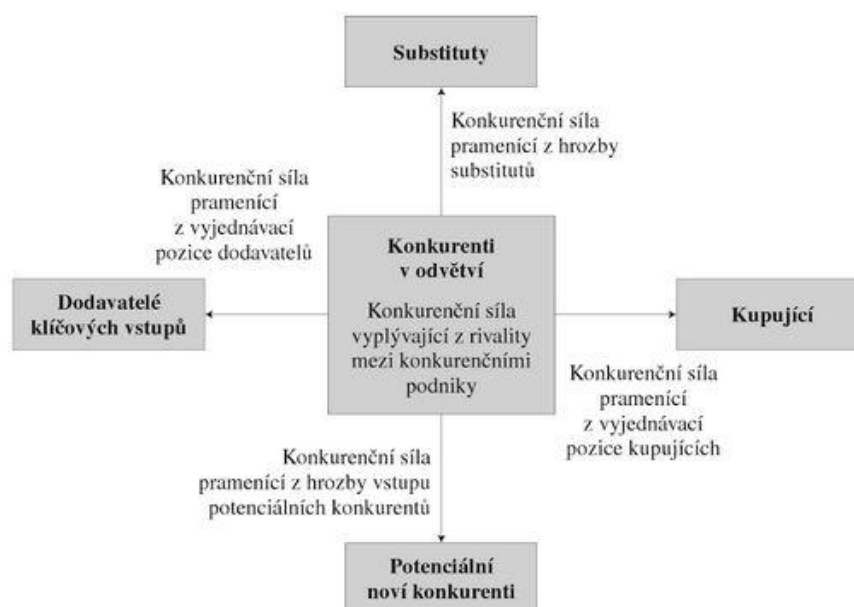 Substituty
Konkurenční síla
pramenící z hrozby
substitutů
Konkurenční síla
pramenící
z vyjednávací
pozice dodavatelů
Konkurenti
v odvětví
Konkurenční síla
vyplývající z rivality
mezi konkurenčními
podniky
Dodavatelé
klíčových vstupů
Kupující
Konkurenční síla
pramenící
z vyjednávací
pozice kupujících
Konkurenční síla
pramenící z hrozby vstupu
potenciálních konkurentů
Potenciální
noví konkurenti